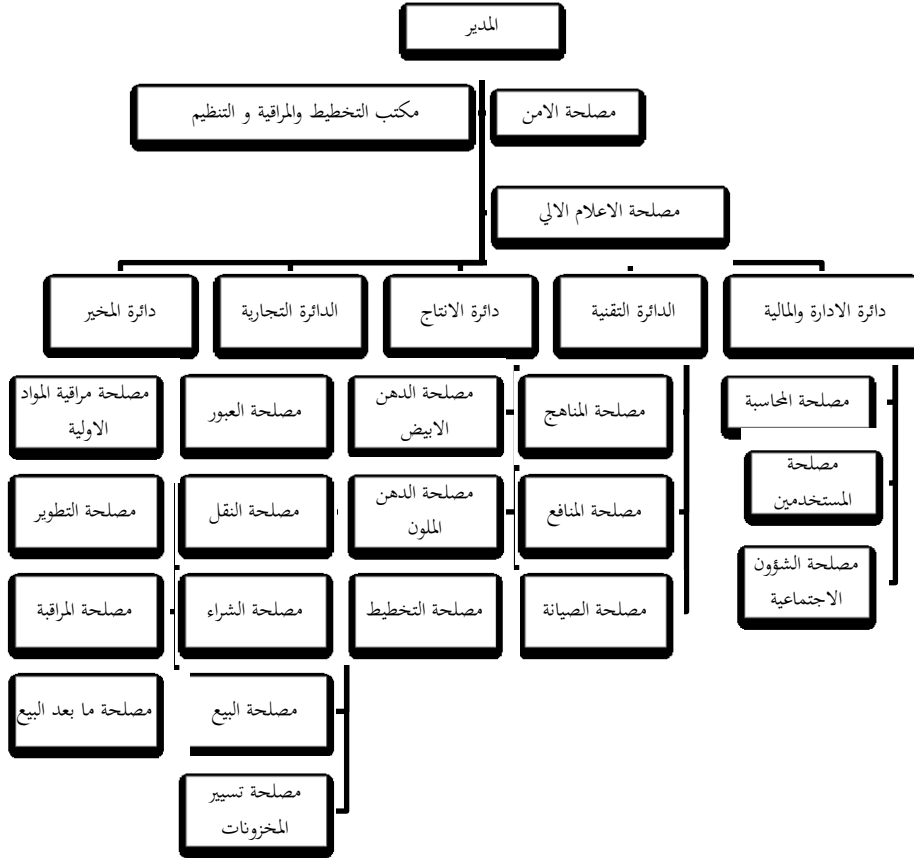 المدير
مصلحة الامن
مكتب التخطيط والمراقية و التنظيم
مصلحة الاعلام الالي
دائرة الادارة والمالية
الدائرة التقنية
دائرة الانتاج
الدائرة التجارية
دائرة المخير
مصلحة المحاسبة
مصلحة المناهج
مصلحة الدهن
الابيض
مصلحة العبور
مصلحة مراقية المواد
الاولية
مصلحة
المستخدمين
مصلحة المنافع
مصلحة الدهن
الملون
مصلحة النقل
مصلحة التطوير
مصلحة الشؤون
الاجتماعية
مصلحة الصيانة
مصلحة التخطيط
مصلحة الشراء
مصلحة المراقبة
مصلحة البيع
مصلحة ما بعد البيع
مصلحة تسيير
المخزونات